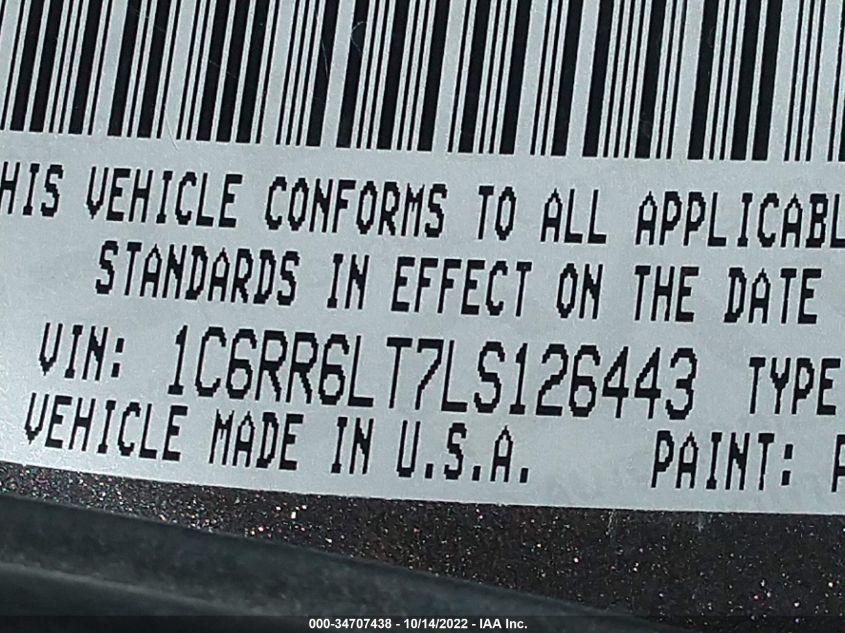 HIS VEHICLE CONFORMS TO ALL APPLICABL
STANDARDS IN EFFECT ON THE DATE
VIN: 1C6RR6LT7LS126443 TYPE
VEHICLE MADE IN U.S.A. PAINT:
000-34707438 - 10/14/2022 - IAA Inc.